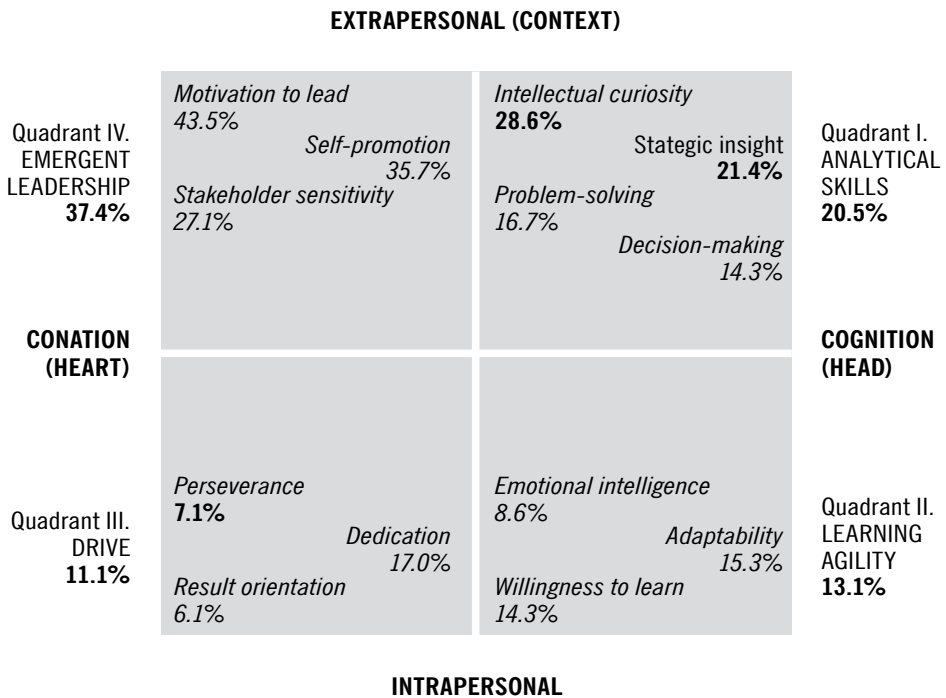 EXTRAPERSONAL (CONTEXT)
Quadrant IV.
EMERGENT
LEADERSHIP
37.4%
Motivation to lead
43.5%
Self-promotion
35.7%
Stakeholder sensitivity
27.1%
Intellectual curiosity
28.6%
Stategic insight
21.4%
Problem-solving
16.7%
Decision-making
14.3%
Quadrant I.
ANALYTICAL
SKILLS
20.5%
CONATION
(HEART)
COGNITION
(HEAD)
Quadrant III.
DRIVE
11.1%
Perseverance
7.1%
Dedication
17.0%
Result orientation
6.1%
Emotional intelligence
8.6%
Adaptability
15.3%
Willingness to learn
14.3%
Quadrant II.
LEARNING
AGILITY
13.1%
INTRAPERSONAL